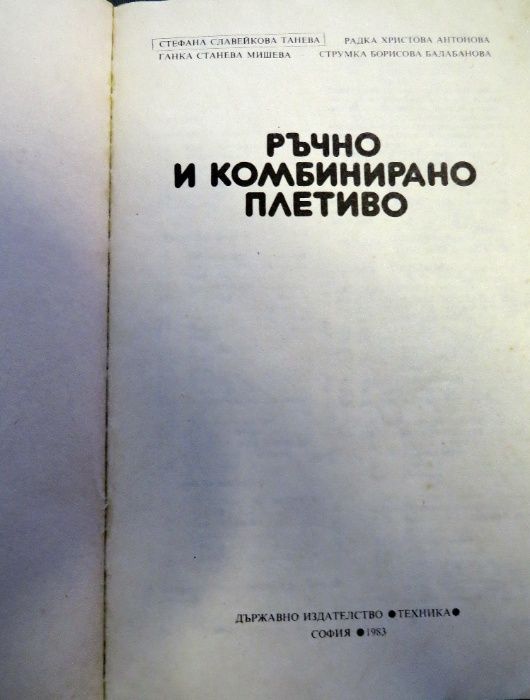 СТЕФАНА СЛАВЕЙКОВА ТАНЕВА РАДКА ХРИСТОВА АНТОНОВА
ГАНКА СТАНЕВА МИШЕВА СТРУМКА БОРИСОВА БАЛАБАНОВА
РЪЧНО
И КОМБИНИРАНО
ПЛЕТИВО
ДЪРЖАВНО ИЗДАТЕЛСТВО ●ТЕХНИКА●
СОФИЯ ●1983